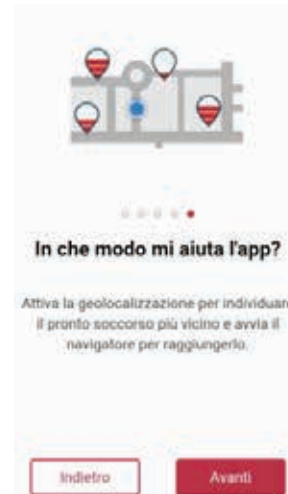 In che modo mi aiuta l'app?
Attiva la geolocalizzazione per individuare
il pronto soccorso più vicino e avvia il
navigatore per raggiungerlo.
Indietro
Avanti